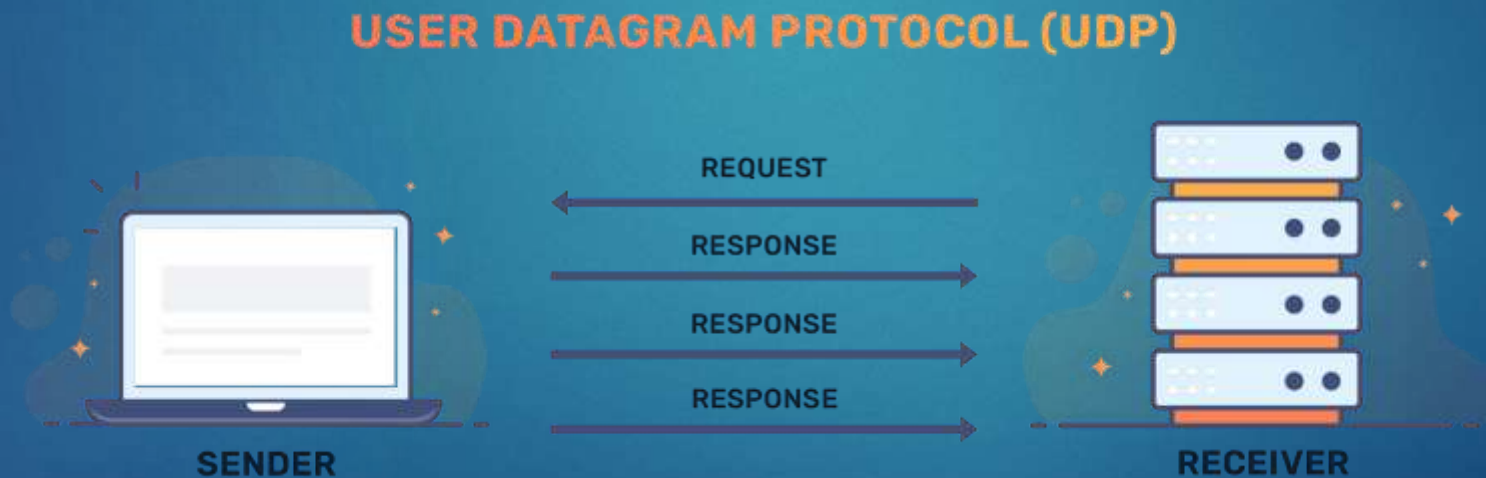 USER DATAGRAM PROTOCOL (UDP)
REQUEST
RESPONSE
RESPONSE
RESPONSE
SENDER
RECEIVER